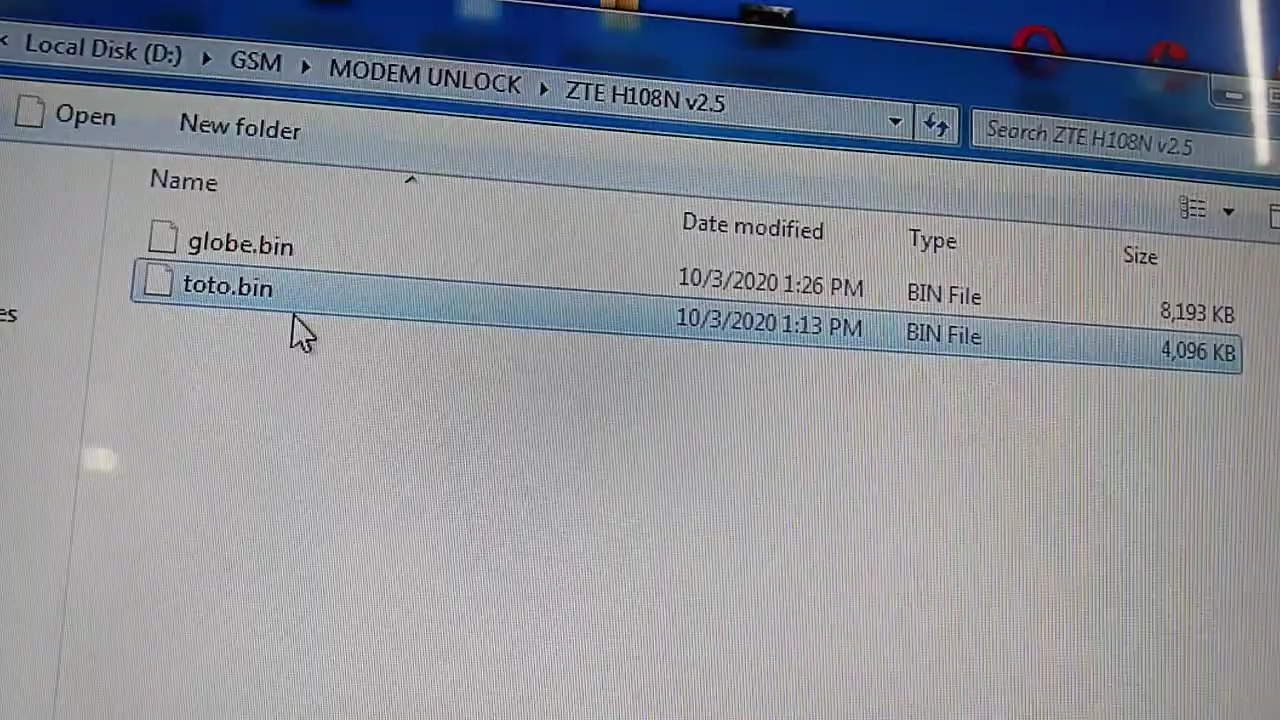 Local Disk (D:) GSM MODEM UNLOCK ZTE H108N v2.5
Search ZTE H108N v2.5
Open New folder
Name Date modified Type Size
globe.bin 10/3/2020 1:26 PM BIN File 8,193 KB
toto.bin 10/3/2020 1:13 PM BIN File 4,096 KB
es